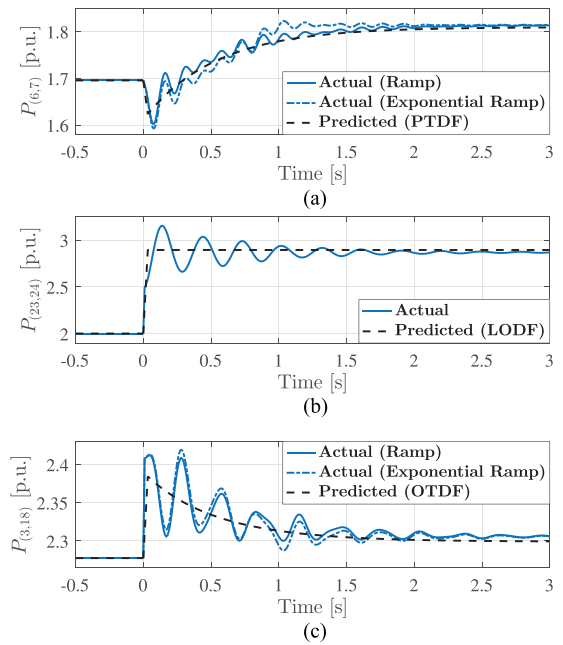 1.8
1.7
1.6
P(6,7) [p.u.]
Actual (Ramp)
Actual (Exponential Ramp)
Predicted (PTDF)
-0.5 0 0.5 1 1.5 2 2.5 3
Time [s]
(a)
3
2.5
2
P(23,24) [p.u.]
Actual
Predicted (LODF)
-0.5 0 0.5 1 1.5 2 2.5 3
Time [s]
(b)
2.4
2.35
2.3
P(3,18) [p.u.]
Actual (Ramp)
Actual (Exponential Ramp)
Predicted (OTDF)
-0.5 0 0.5 1 1.5 2 2.5 3
Time [s]
(c)